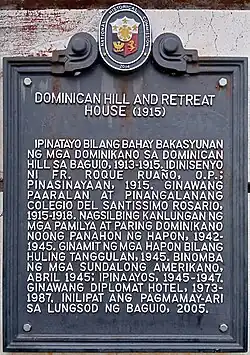 DOMINICAN HILL AND RETREAT
HOUSE (1915)
IPINATAYO BILANG BAHAY BAKASYUNAN
NG MGA DOMINIKANO SA DOMINICAN
HILL SA BAGUIO, 1913-1915. IDINISENYO
NI FR. ROQUE RUAÑO, O.P.;
PINASINAYAAN, 1915. GINAWANG
PAARALAN AT PINANGALANANG
COLEGIO DEL SANTISSIMO ROSARIO,
1915-1918. NAGSILBING KANLUNGAN NG
MGA PAMILYA AT PARING DOMINIKANO
NOONG PANAHON NG HAPON, 1942-
1945. GINAMIT NG MGA HAPON BILANG
HULING TANGGULAN, 1945. BINOMBA
NG MGA SUNDALONG AMERIKANO,
ABRIL 1945; IPINAAYOS, 1945-1947.
GINAWANG DIPLOMAT HOTEL, 1973-
1987. INILIPAT ANG PAGMAMAY-ARI
SA LUNGSOD NG BAGUIO, 2005.